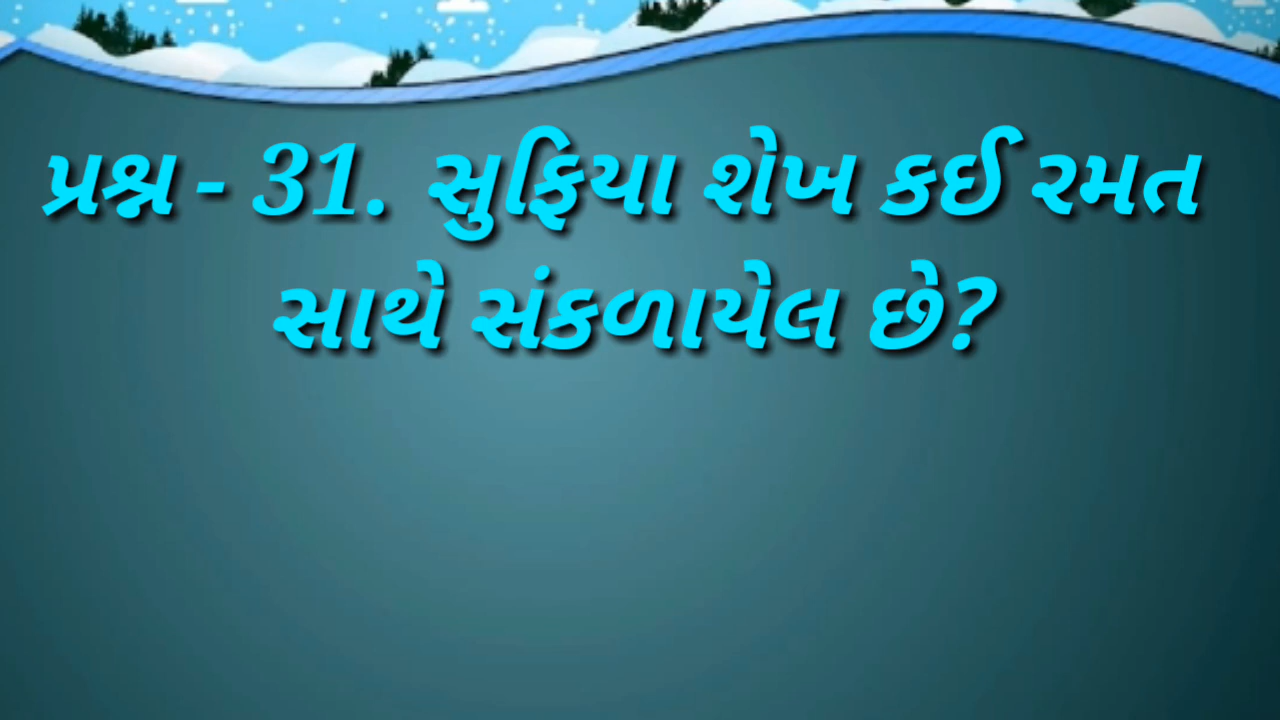 પ્રશ્ન - 31. સુફિયા શેખ કઈ રમત
સાથે સંકળાયેલ છે?